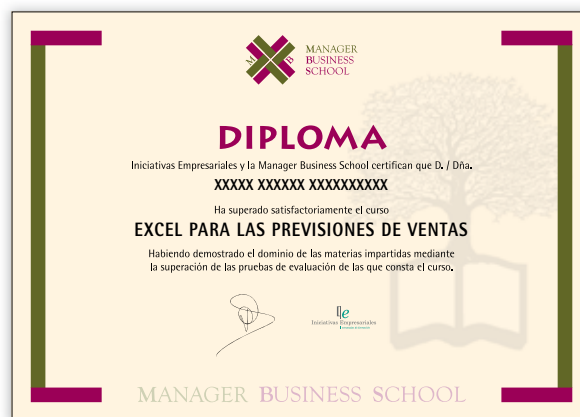 M B
MANAGER
BUSINESS
SCHOOL
DIPLOMA
Iniciativas Empresariales y la Manager Business School certifican que D. / Dña.
XXXXX XXXXXX XXXXXXXXXX
Ha superado satisfactoriamente el curso
EXCEL PARA LAS PREVISIONES DE VENTAS
Habiendo demostrado el dominio de las materias impartidas mediante
la superación de las pruebas de evaluación de las que consta el curso.
Iniciativas Empresariales
MANAGER BUSINESS SCHOOL